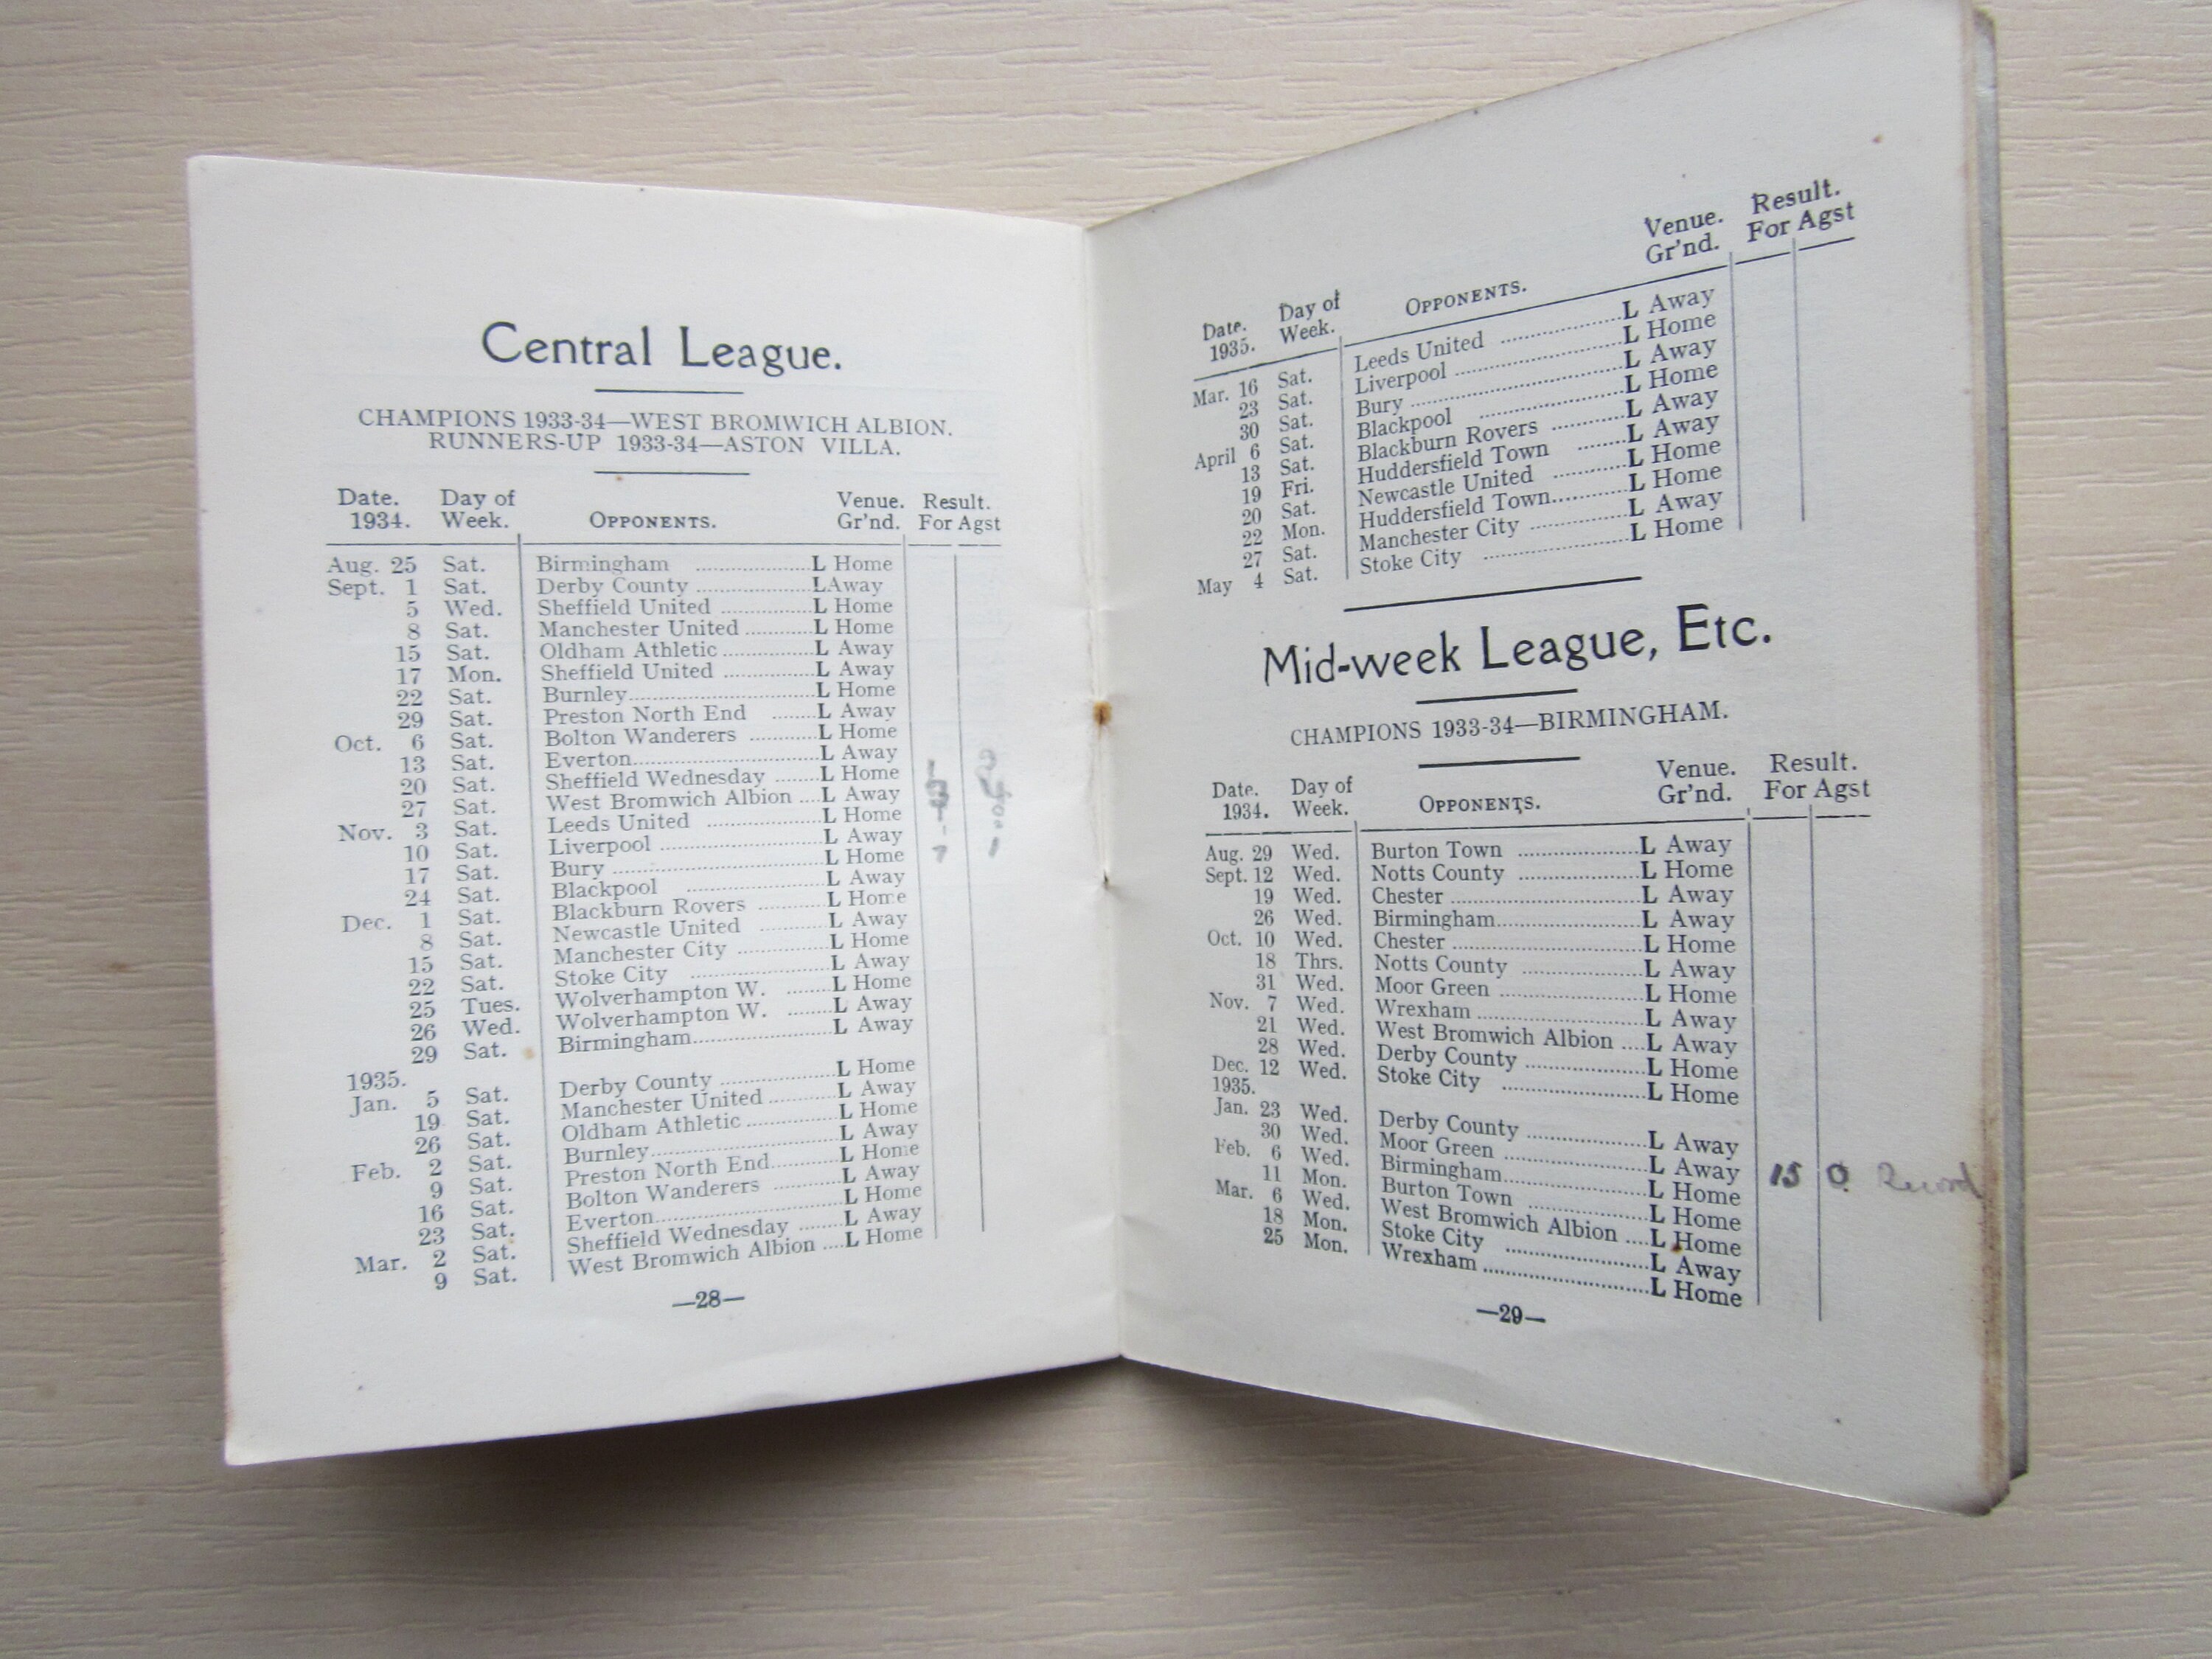 Central League.
CHAMPIONS 1933-34—WEST BROMWICH ALBION.
RUNNERS-UP 1933-34—ASTON VILLA.
Date. Day of Venue. Result.
1934. Week. OPPONENTS. Gr'nd. For Agst
Aug. 25 Sat. Birmingham L Home
Sept. 1 Sat. Derby County L Away
5 Wed. Sheffield United L Home
8 Sat. Manchester United L Home
15 Sat. Oldham Athletic L Away
17 Mon. Sheffield United L Away
22 Sat. Burnley L Home
29 Sat. Preston North End L Away
Oct. 6 Sat. Bolton Wanderers L Home
13 Sat. Everton L Away
20 Sat. Sheffield Wednesday L Home
27 Sat. West Bromwich Albion L Away
Nov. 3 Sat. Leeds United L Home
10 Sat. Liverpool L Away
17 Sat. Bury L Home
24 Sat. Blackpool L Away
Dec. 1 Sat. Blackburn Rovers L Home
8 Sat. Newcastle United L Away
15 Sat. Manchester City L Home
22 Sat. Stoke City L Away
25 Tues. Wolverhampton W. L Home
26 Wed. Wolverhampton W. L Away
29 Sat. Birmingham L Away
1935.
Jan. 5 Sat. Derby County L Home
19 Sat. Manchester United L Away
26 Sat. Oldham Athletic L Home
Feb. 2 Sat. Burnley L Away
9 Sat. Preston North End L Home
16 Sat. Bolton Wanderers L Away
23 Sat. Everton L Home
Mar. 2 Sat. Sheffield Wednesday L Away
9 Sat. West Bromwich Albion L Home
—28—
Date. Day of Venue. Result.
1935. Week. OPPONENTS. Gr'nd. For Agst
Mar. 16 Sat. Leeds United L Away
23 Sat. Liverpool L Home
30 Sat. Bury L Away
April 6 Sat. Blackpool L Home
13 Sat. Blackburn Rovers L Away
19 Fri. Huddersfield Town L Away
20 Sat. Newcastle United L Home
22 Mon. Huddersfield Town L Home
27 Sat. Manchester City L Away
May 4 Sat. Stoke City L Home
Mid-week League, Etc.
CHAMPIONS 1933-34—BIRMINGHAM.
Date. Day of Venue. Result.
1934. Week. OPPONENTS. Gr'nd. For Agst
Aug. 29 Wed. Burton Town L Away
Sept. 12 Wed. Notts County L Home
19 Wed. Chester L Away
26 Wed. Birmingham L Away
Oct. 10 Wed. Chester L Home
18 Thrs. Notts County L Away
31 Wed. Moor Green L Home
Nov. 7 Wed. Wrexham L Away
21 Wed. West Bromwich Albion L Away
28 Wed. Derby County L Home
Dec. 12 Wed. Stoke City L Home
1935.
Jan. 23 Wed. Derby County L Away
30 Wed. Moor Green L Away 15 0 Record
Feb. 6 Wed. Birmingham L Home
11 Mon. Burton Town L Home
Mar. 6 Wed. West Bromwich Albion L Home
18 Mon. Stoke City L Away
25 Mon. Wrexham L Home
—29—